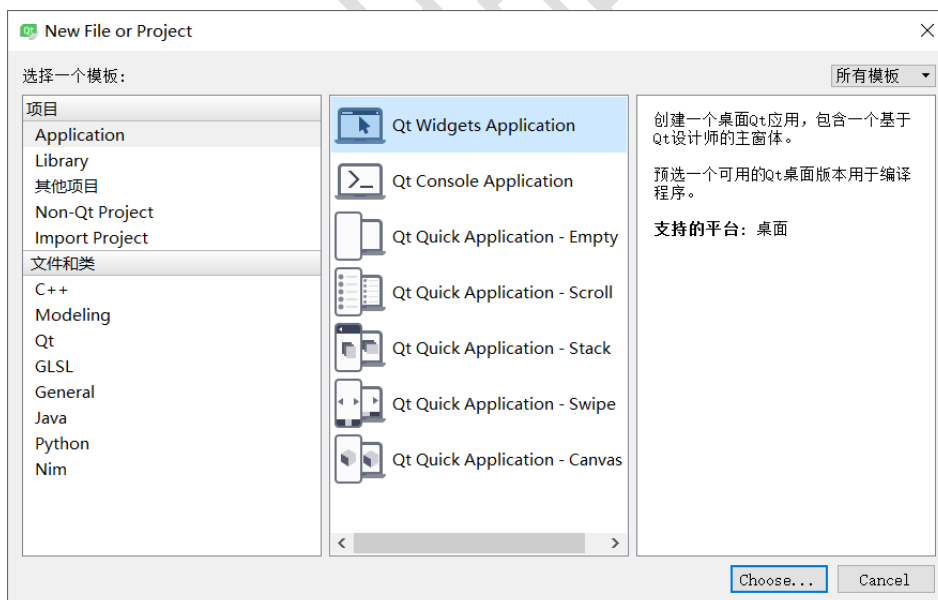 New File or Project
选择一个模板:
所有模板
项目
Application
Library
其他项目
Non-Qt Project
Import Project
文件和类
C++
Modeling
Qt
GLSL
General
Java
Python
Nim
Qt Widgets Application
Qt Console Application
Qt Quick Application - Empty
Qt Quick Application - Scroll
Qt Quick Application - Stack
Qt Quick Application - Swipe
Qt Quick Application - Canvas
创建一个桌面Qt应用，包含一个基于
Qt设计师的主窗体。
预选一个可用的Qt桌面版本用于编译
程序。
支持的平台: 桌面
Choose...
Cancel